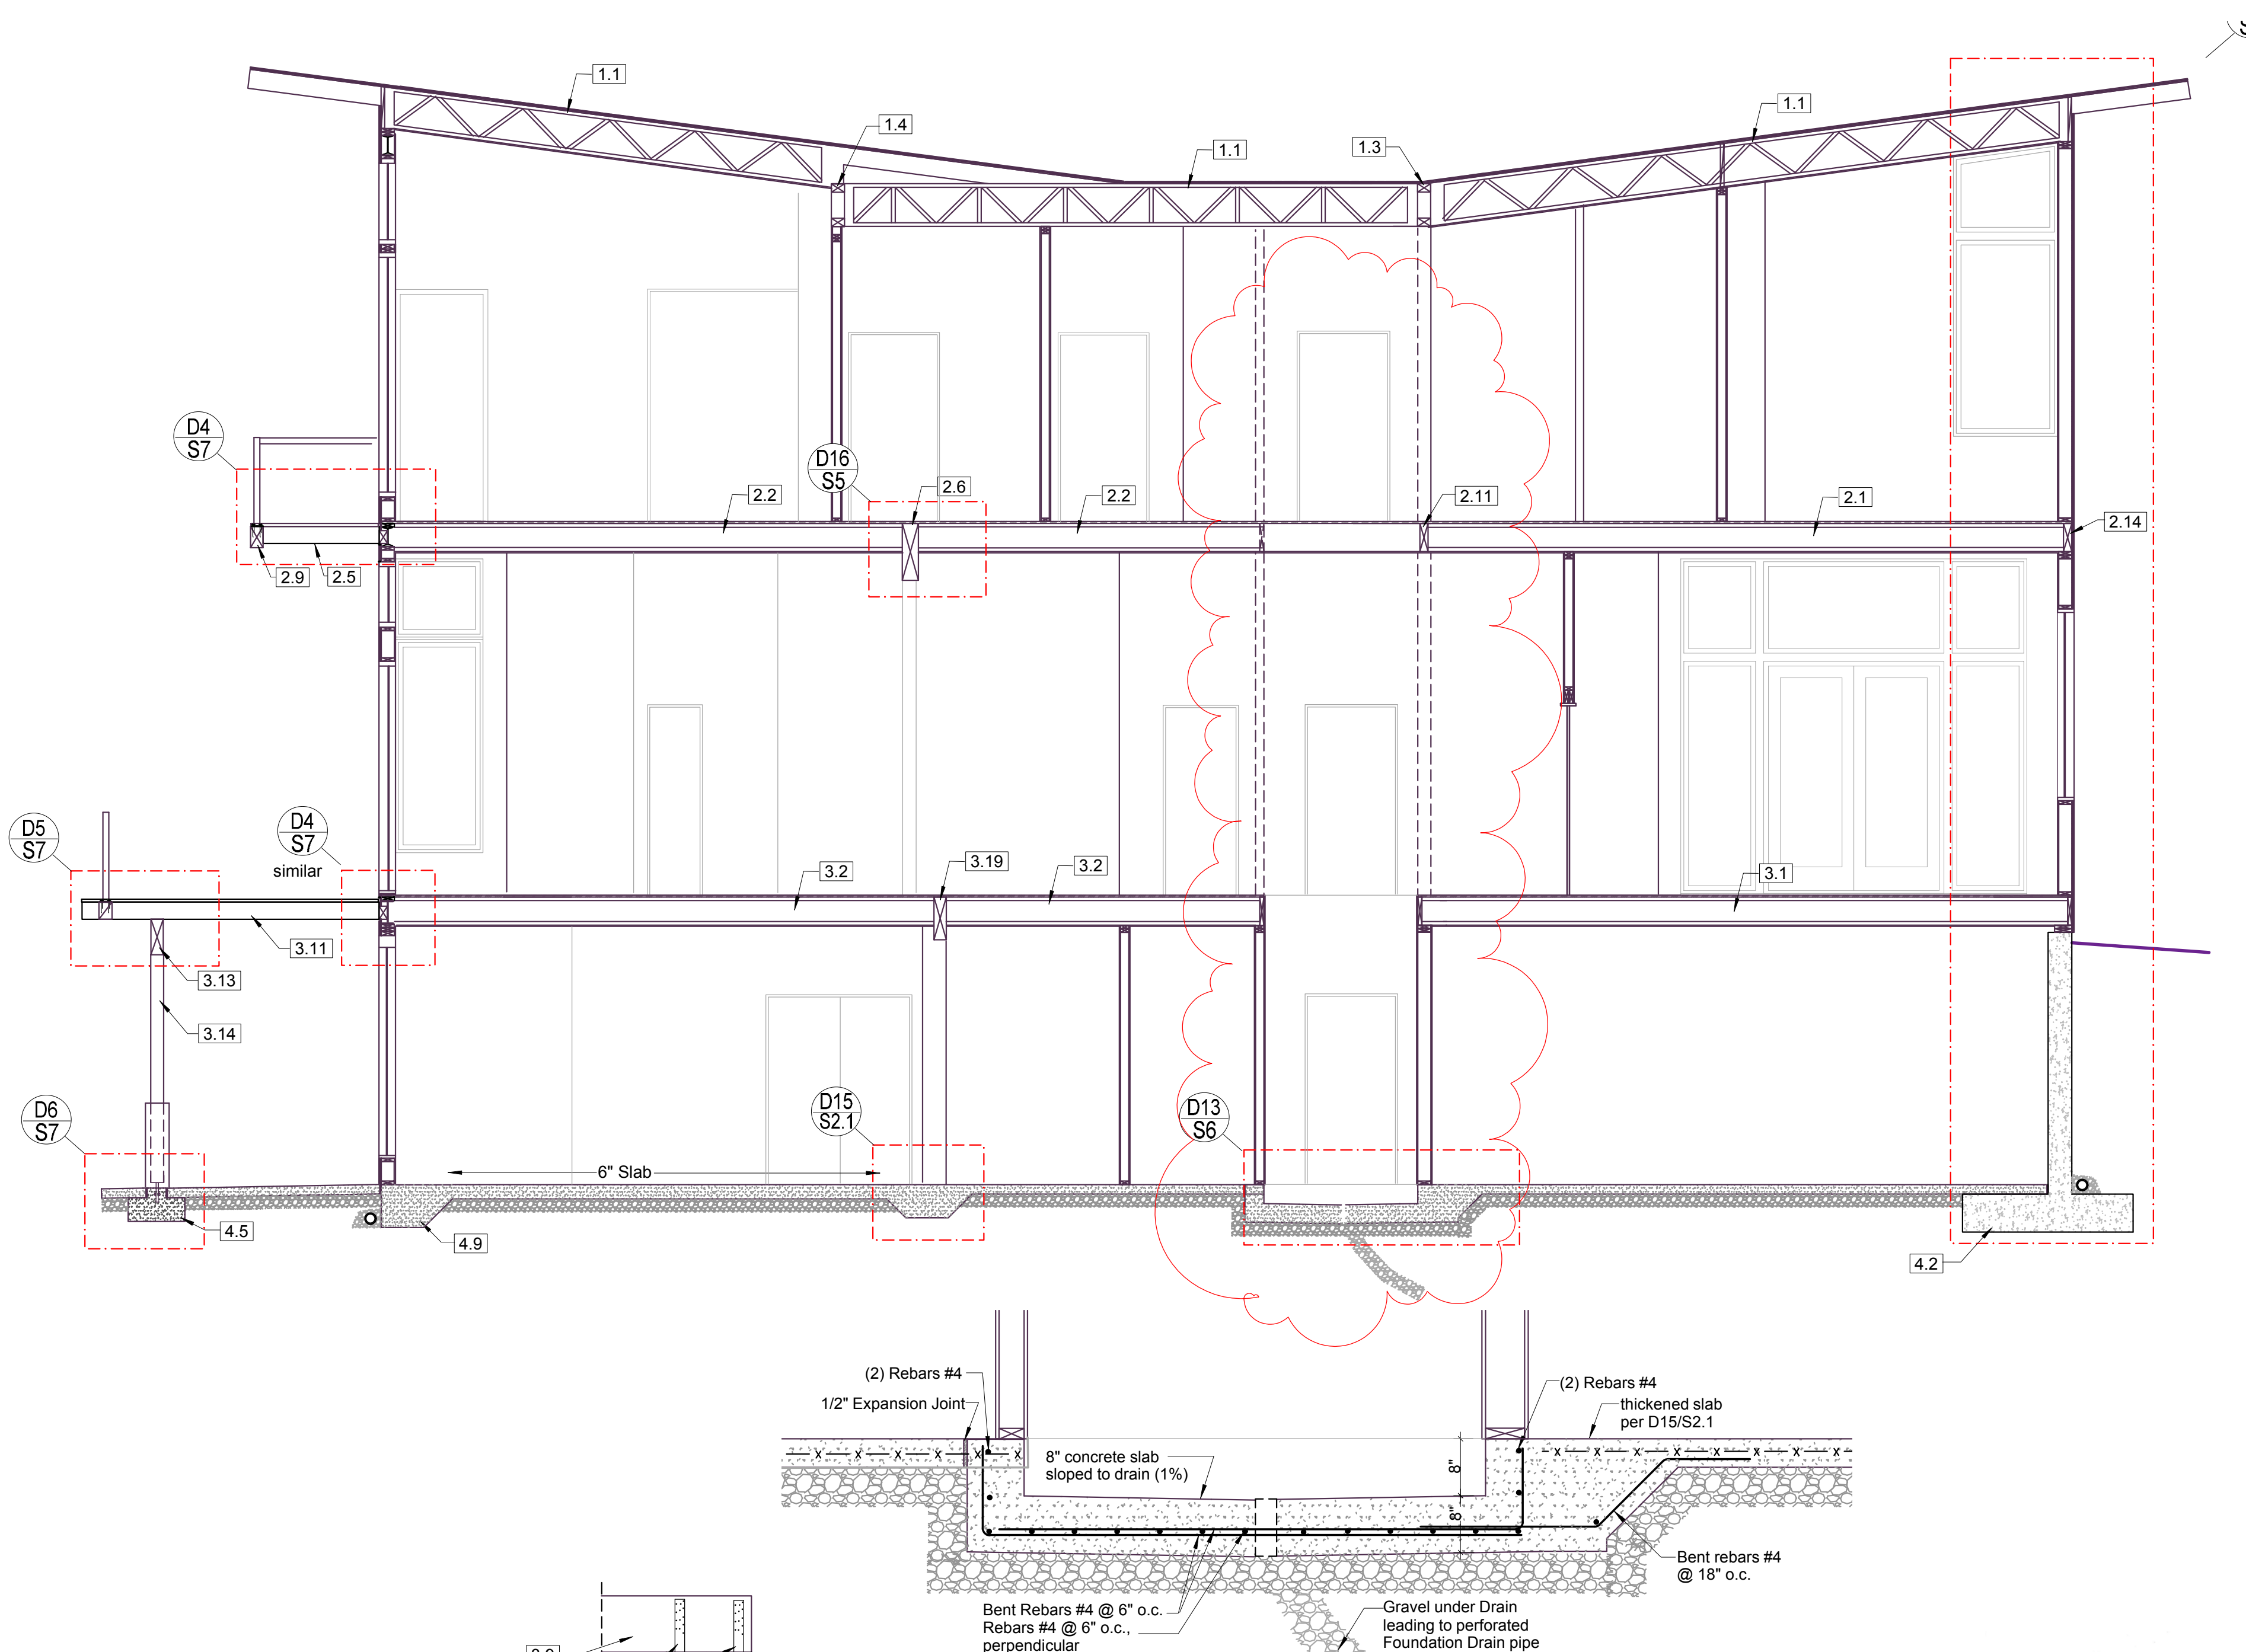 1.1
1.4
1.1
1.3
1.1
D4
S7
D16
S5
2.2
2.6
2.2
2.11
2.1
2.14
2.9
2.5
D5
S7
D4
S7
similar
3.2
3.19
3.2
3.1
3.11
3.13
3.14
D6
S7
D15
S2.1
D13
S6
6" Slab
4.5
4.9
4.2
(2) Rebars #4
1/2" Expansion Joint
(2) Rebars #4
thickened slab
per D15/S2.1
8" concrete slab
sloped to drain (1%)
8"
8"
x x x x x x
x x x x x x x x
Bent rebars #4
@ 18" o.c.
Bent Rebars #4 @ 6" o.c.
Rebars #4 @ 6" o.c.,
perpendicular
Gravel under Drain
leading to perforated
Foundation Drain pipe